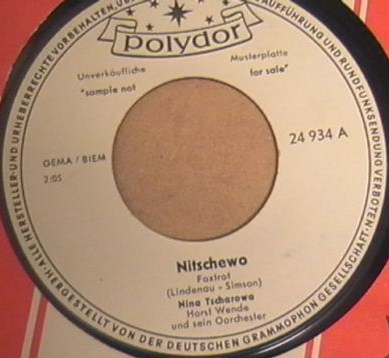 polydor
Unverkäufliche Musterplatte
"sample not for sale"
GEMA / BIEM
2:05
24 934 A
Nitschewo
Foxtrot
(Lindenau - Simson)
Nina Tscharowa
Horst Wende
und sein Oorchester
ALLE HERSTELLER- UND URHEBERRECHTE VORBEHALTEN,
AUFFÜHRUNG UND RUNDFUNKSENDUNG VERBOTEN.
HERGESTELLT VON DER DEUTSCHEN GRAMMOPHON GESELLSCHAFT